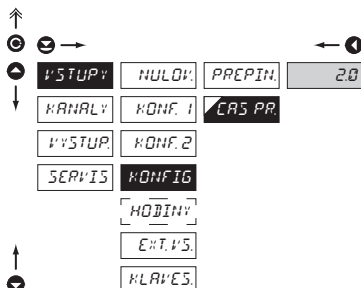 VSTUPY NULOV. PREPIN. 2.0
KANALY KONF. 1 CAS PR.
VYSTUP. KONF. 2
SERVIS KONFIG
HODINY
EXT. VS.
KLAVES.